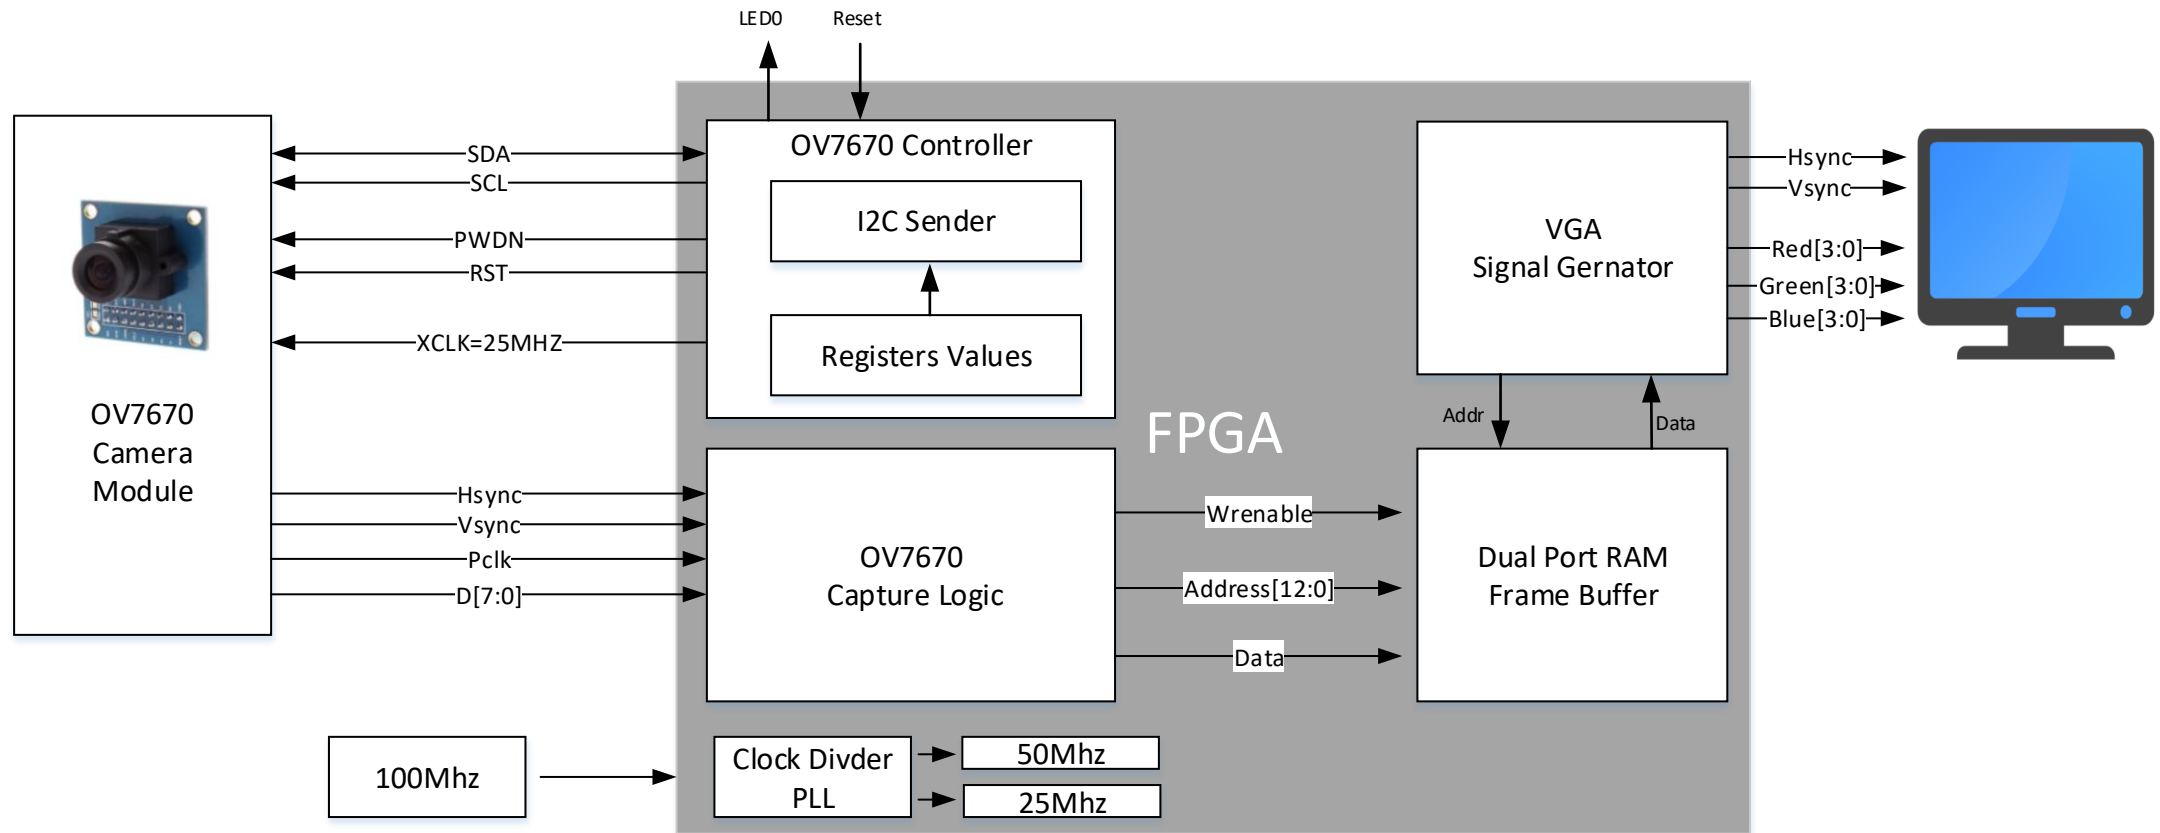 LED0
Reset
SDA
SCL
PWDN
RST
XCLK=25MHZ
OV7670 Controller
I2C Sender
Registers Values
OV7670
Camera
Module
Hsync
Vsync
Pclk
D[7:0]
OV7670
Capture Logic
FPGA
Wrenable
Address[12:0]
Data
VGA
Signal Gernator
Hsync
Vsync
Red[3:0]
Green[3:0]
Blue[3:0]
Addr
Data
Dual Port RAM
Frame Buffer
100Mhz
Clock Divder
PLL
50Mhz
25Mhz